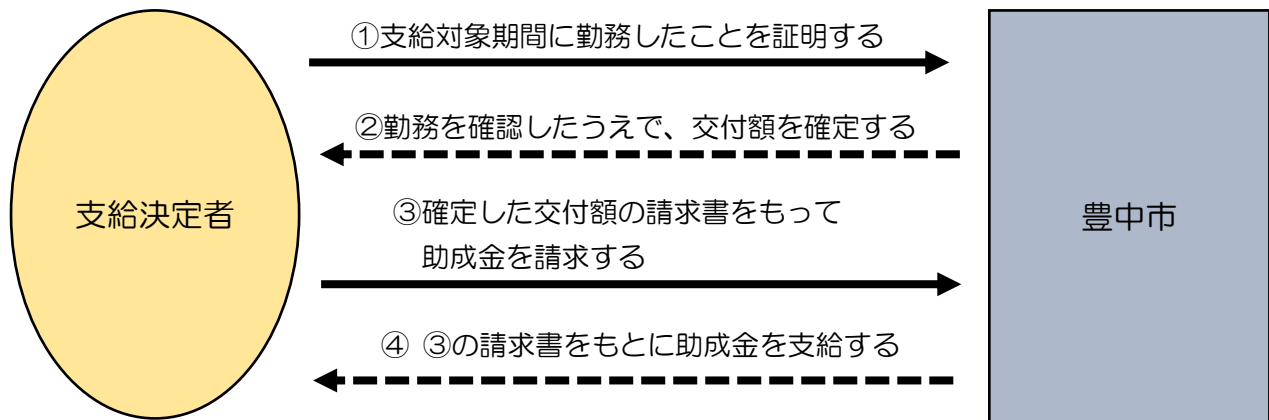 ①支給対象期間に勤務したことを証明する
②勤務を確認したうえで、交付額を確定する
支給決定者
③確定した交付額の請求書をもって
助成金を請求する
豊中市
④ ③の請求書をもとに助成金を支給する